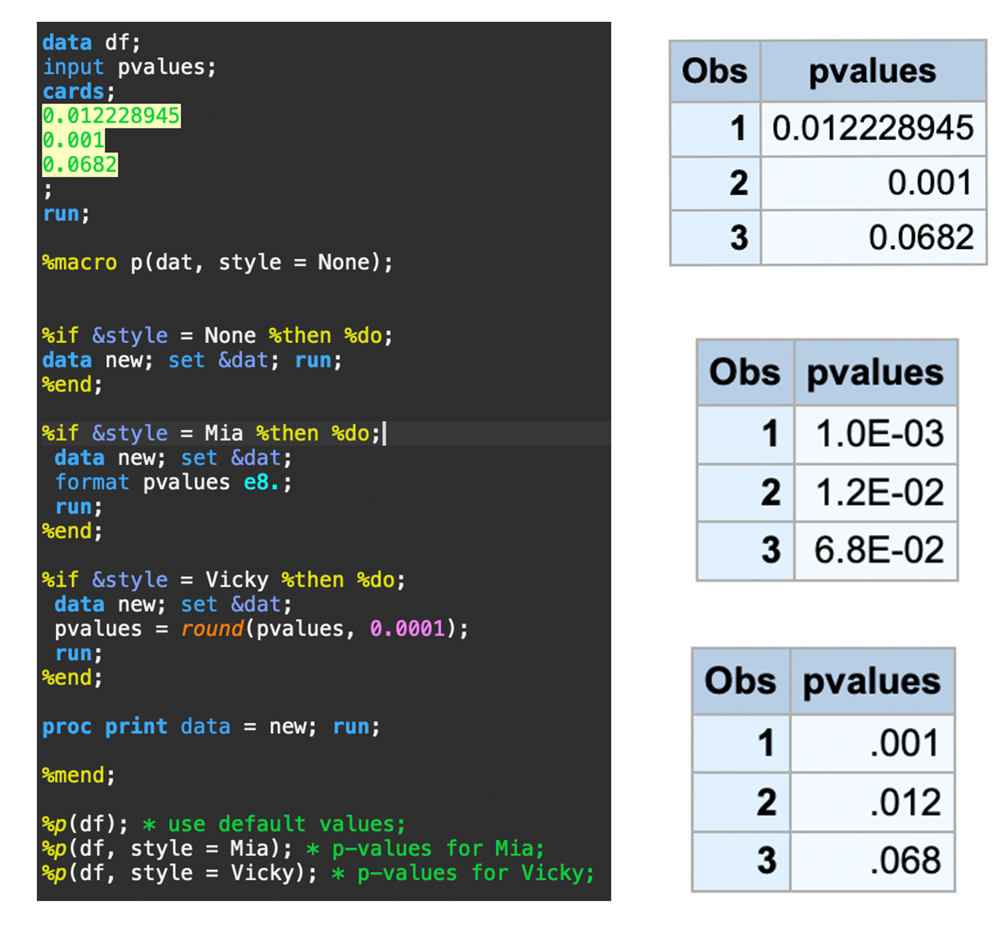 data df;
input pvalues;
cards;
0.012228945
0.001
0.0682
;
run;
%macro p(dat, style = None);
%if &style = None %then %do;
data new; set &dat; run;
%end;
%if &style = Mia %then %do;
data new; set &dat;
format pvalues e8.;
run;
%end;
%if &style = Vicky %then %do;
data new; set &dat;
pvalues = round(pvalues, 0.0001);
run;
%end;
proc print data = new; run;
%mend;
%p(df); * use default values;
%p(df, style = Mia); * p-values for Mia;
%p(df, style = Vicky); * p-values for Vicky;
Obs pvalues
1 0.012228945
2 0.001
3 0.0682
Obs pvalues
1 1.0E-03
2 1.2E-02
3 6.8E-02
Obs pvalues
1 .001
2 .012
3 .068